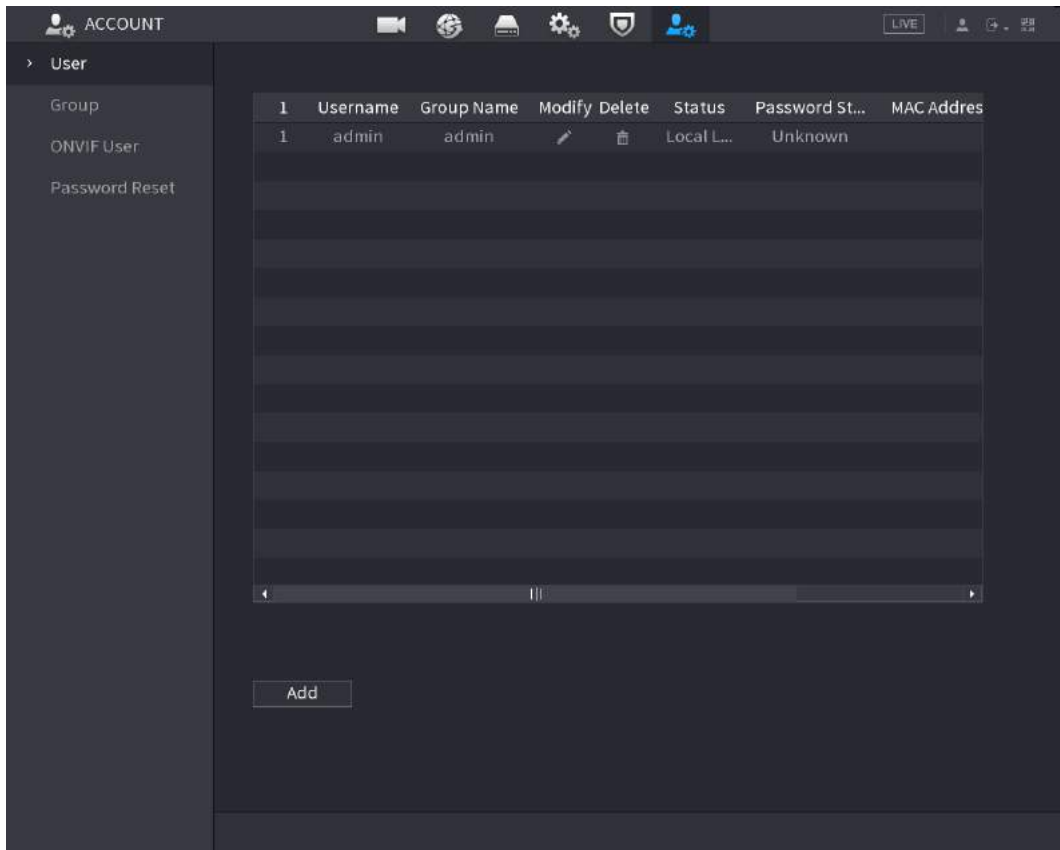 ACCOUNT LIVE
User
Group
ONVIF User
Password Reset
1 Username Group Name Modify Delete Status Password St... MAC Addres
1 admin admin Local L... Unknown
Add